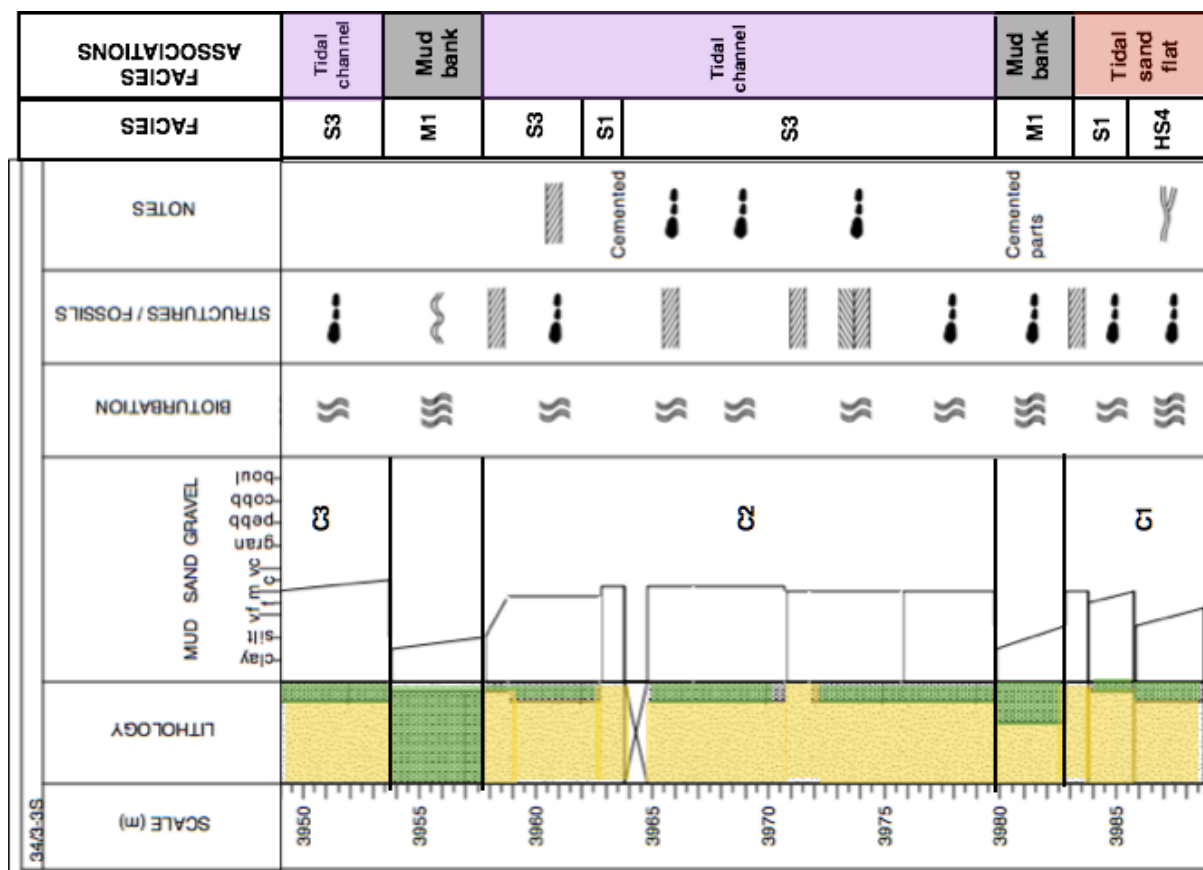 FACIES
ASSOCIATIONS
Tidal
channel
Mud
bank
Tidal
channel
Mud
bank
Tidal
sand
flat
FACIES
S3
M1
S3
S1
S3
M1
S1
HS4
NOTES
Cemented
Cemented
parts
STRUCTURES / FOSSILS
BIOTURBATION
MUD SAND GRAVEL
clay
silt
vf
f
m
c
vc
gran
pebb
cobb
boul
C3
C2
C1
LITHOLOGY
34/3-3S
SCALE (m)
3950
3955
3960
3965
3970
3975
3980
3985